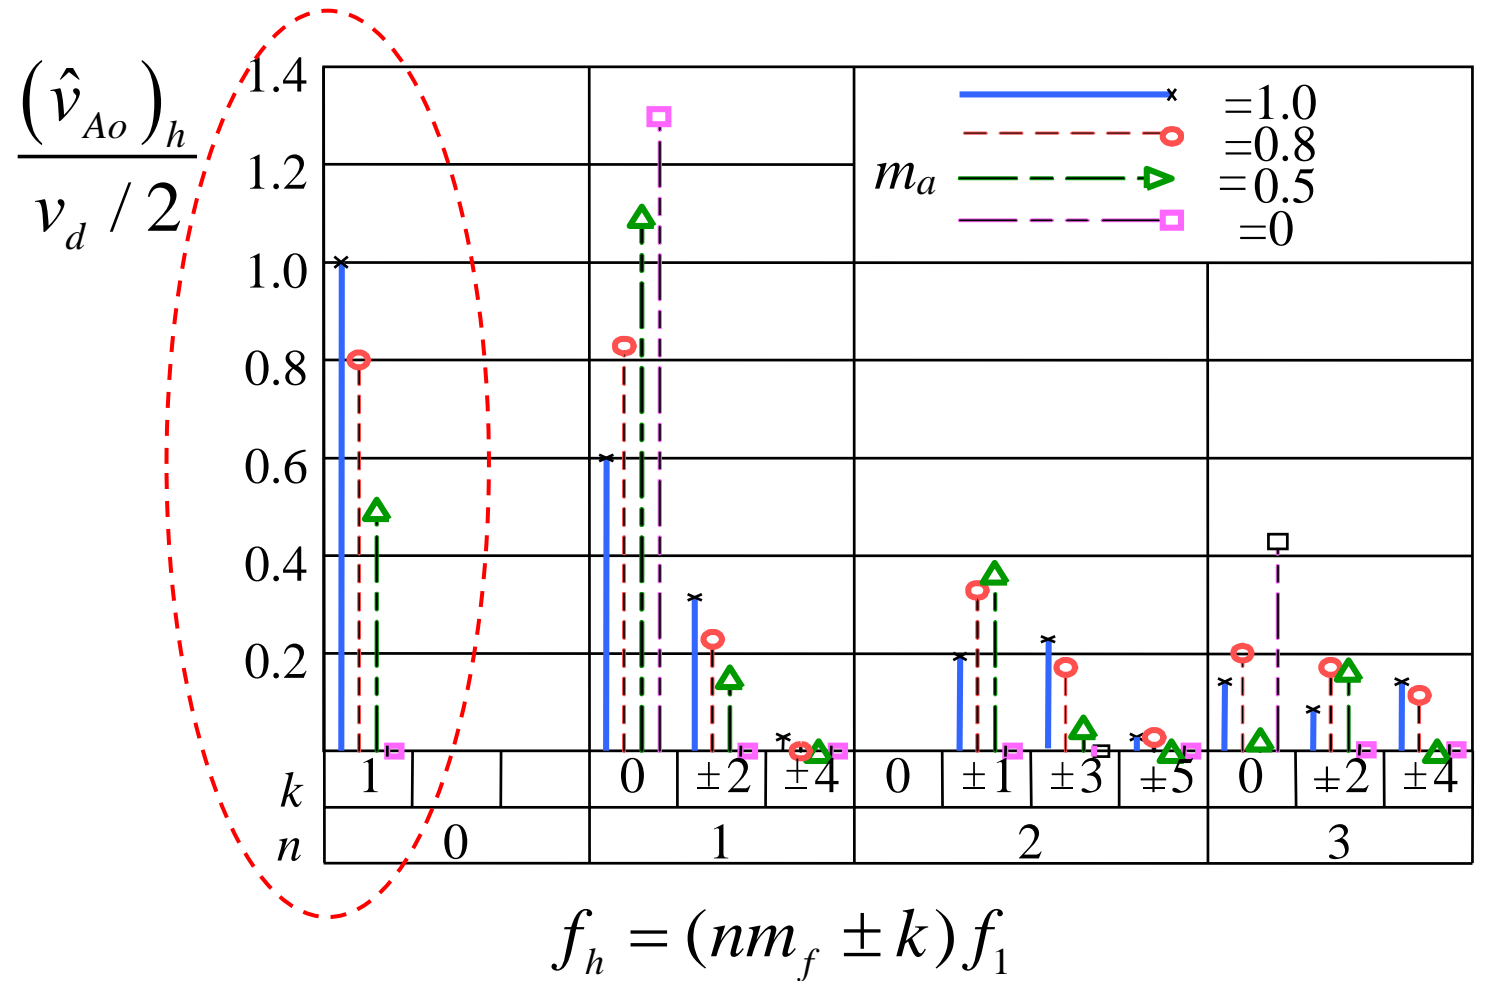 (v̂_Ao)_h
v_d / 2
1.4
1.2
1.0
0.8
0.6
0.4
0.2
m_a
=1.0
=0.8
=0.5
=0
k 1 0 ±2 ±4 0 ±1 ±3 ∓5 0 ∓2 ±4
n 0 1 2 3
f_h = (nm_f ± k) f_1